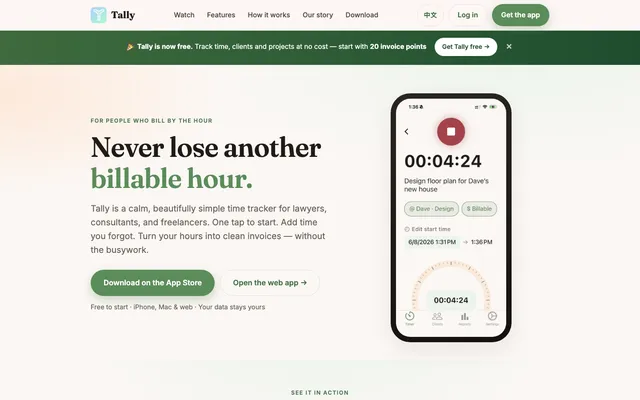 Tally
Watch Features How it works Our story Download
中文
Log in
Get the app
Tally is now free. Track time, clients and projects at no cost — start with 20 invoice points
Get Tally free →
×
FOR PEOPLE WHO BILL BY THE HOUR
Never lose another
billable hour.
Tally is a calm, beautifully simple time tracker for lawyers,
consultants, and freelancers. One tap to start. Add time
you forgot. Turn your hours into clean invoices — without
the busywork.
Download on the App Store
Open the web app →
Free to start · iPhone, Mac & web · Your data stays yours
1:36
00:04:24
Design floor plan for Dave's
new house
@ Dave · Design
$ Billable
Edit start time
6/8/2026 1:31 PM → 1:36 PM
00:04:24
SEE IT IN ACTION